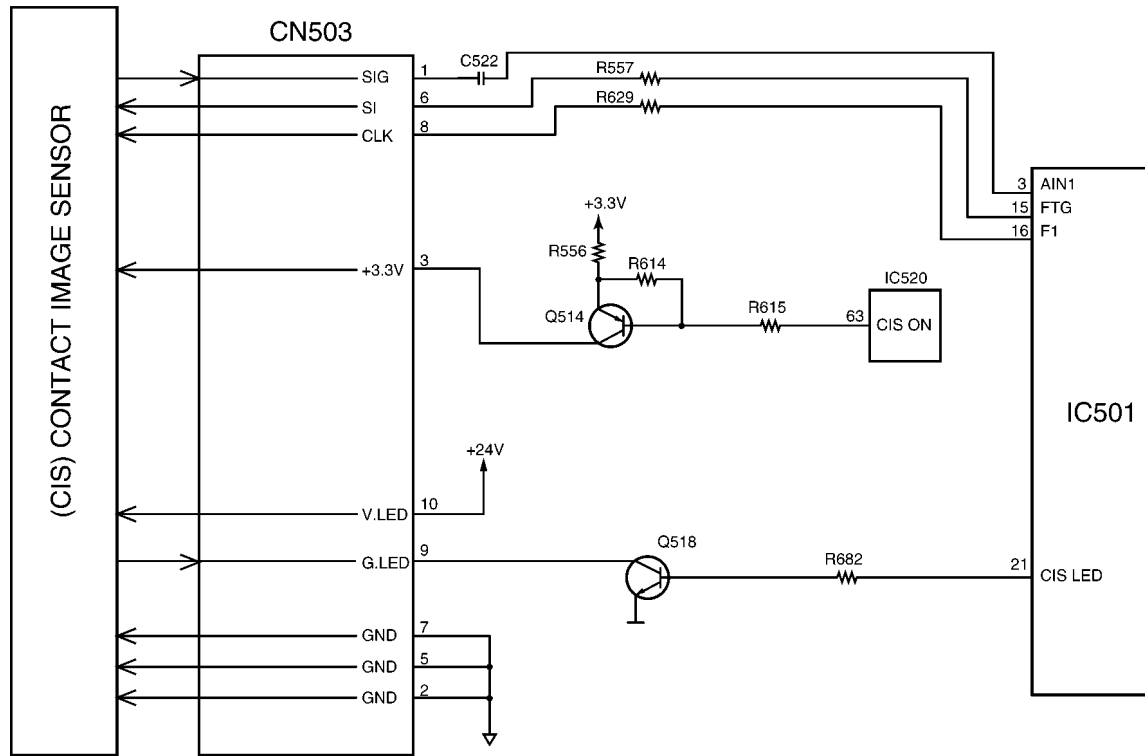 CN503
(CIS) CONTACT IMAGE SENSOR
SIG 1 C522
SI 6 R557
CLK 8 R629
3 AIN1
15 FTG
16 F1
+3.3V
R556
R614
+3.3V 3
Q514
R615
IC520
63 CIS ON
IC501
+24V
V.LED 10
G.LED 9
Q518
R682
21 CIS LED
GND 7
GND 5
GND 2